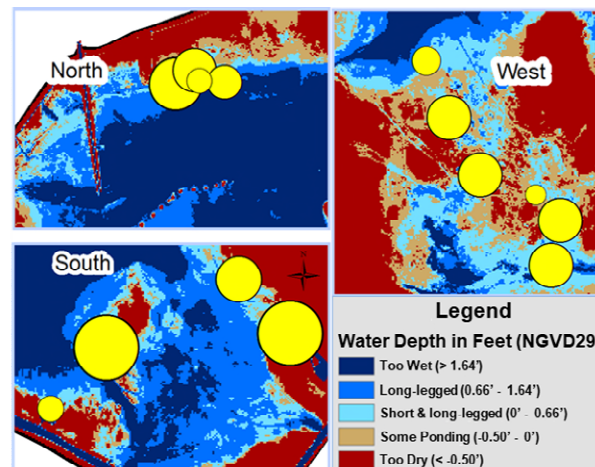 North
West
South
Legend
Water Depth in Feet (NGVD29
Too Wet (> 1.64')
Long-legged (0.66' - 1.64')
Short & long-legged (0' - 0.66')
Some Ponding (-0.50' - 0')
Too Dry (< -0.50')